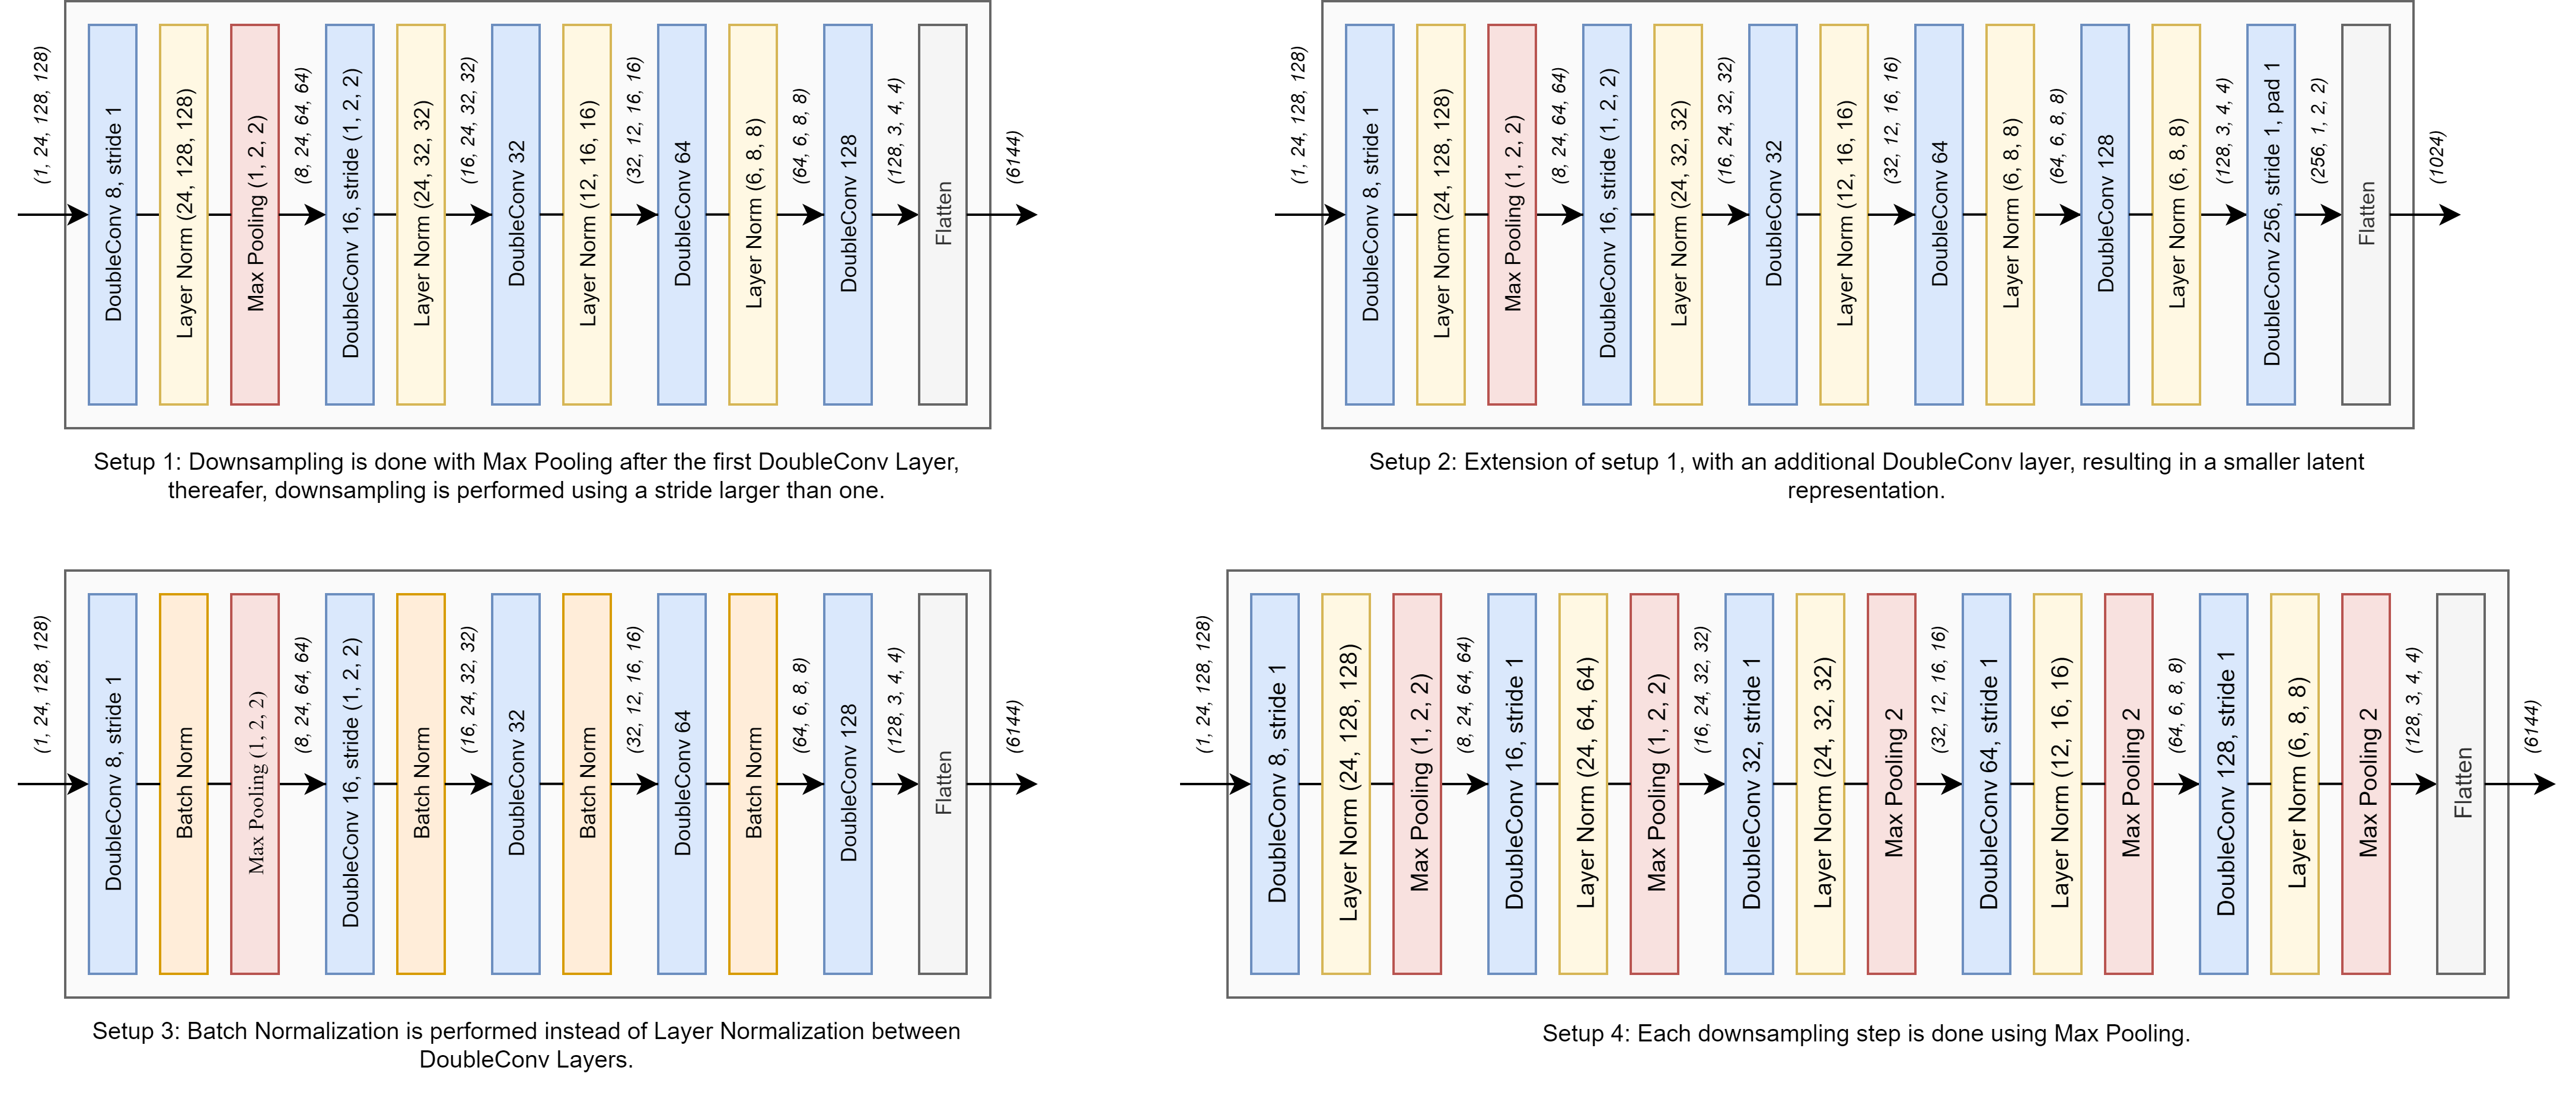 (1, 24, 128, 128)
DoubleConv 8, stride 1
Layer Norm (24, 128, 128)
Max Pooling (1, 2, 2)
(8, 24, 64, 64)
DoubleConv 16, stride (1, 2, 2)
Layer Norm (24, 32, 32)
(16, 24, 32, 32)
DoubleConv 32
Layer Norm (12, 16, 16)
(32, 12, 16, 16)
DoubleConv 64
Layer Norm (6, 8, 8)
(64, 6, 8, 8)
DoubleConv 128
(128, 3, 4, 4)
Flatten
(6144)
Setup 1: Downsampling is done with Max Pooling after the first DoubleConv Layer,
thereafer, downsampling is performed using a stride larger than one.
(1, 24, 128, 128)
DoubleConv 8, stride 1
Layer Norm (24, 128, 128)
Max Pooling (1, 2, 2)
(8, 24, 64, 64)
DoubleConv 16, stride (1, 2, 2)
Layer Norm (24, 32, 32)
(16, 24, 32, 32)
DoubleConv 32
Layer Norm (12, 16, 16)
(32, 12, 16, 16)
DoubleConv 64
Layer Norm (6, 8, 8)
(64, 6, 8, 8)
DoubleConv 128
Layer Norm (6, 8, 8)
(128, 3, 4, 4)
DoubleConv 256, stride 1, pad 1
(256, 1, 2, 2)
Flatten
(1024)
Setup 2: Extension of setup 1, with an additional DoubleConv layer, resulting in a smaller latent
representation.
(1, 24, 128, 128)
DoubleConv 8, stride 1
Batch Norm
Max Pooling (1, 2, 2)
(8, 24, 64, 64)
DoubleConv 16, stride (1, 2, 2)
Batch Norm
(16, 24, 32, 32)
DoubleConv 32
Batch Norm
(32, 12, 16, 16)
DoubleConv 64
Batch Norm
(64, 6, 8, 8)
DoubleConv 128
(128, 3, 4, 4)
Flatten
(6144)
Setup 3: Batch Normalization is performed instead of Layer Normalization between
DoubleConv Layers.
(1, 24, 128, 128)
DoubleConv 8, stride 1
Layer Norm (24, 128, 128)
Max Pooling (1, 2, 2)
(8, 24, 64, 64)
DoubleConv 16, stride 1
Layer Norm (24, 64, 64)
Max Pooling (1, 2, 2)
(16, 24, 32, 32)
DoubleConv 32, stride 1
Layer Norm (24, 32, 32)
Max Pooling 2
(32, 12, 16, 16)
DoubleConv 64, stride 1
Layer Norm (12, 16, 16)
Max Pooling 2
(64, 6, 8, 8)
DoubleConv 128, stride 1
Layer Norm (6, 8, 8)
Max Pooling 2
(128, 3, 4, 4)
Flatten
(6144)
Setup 4: Each downsampling step is done using Max Pooling.